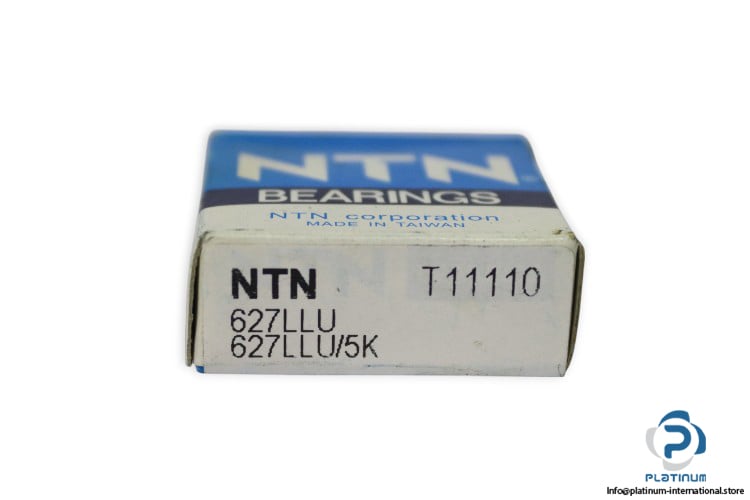 NTN
BEARINGS
NTN corporation
MADE IN TAIWAN
NTN T11110
627LLU
627LLU/5K
PLATINUM
Info@platinum-international.store